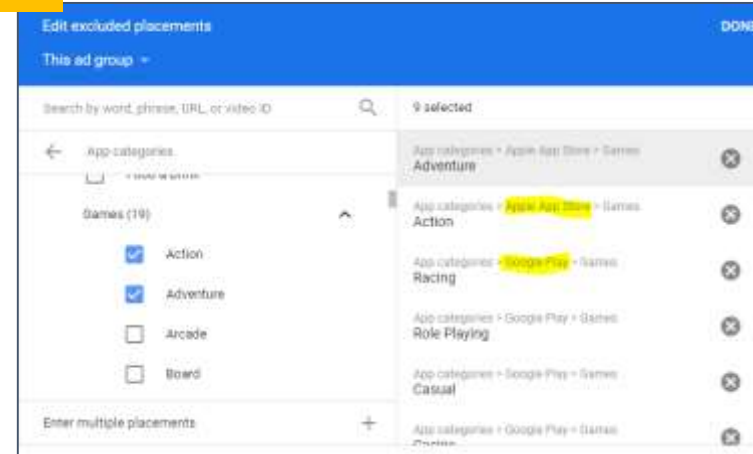 Edit excluded placements
DONE
This ad group
Search by word, phrase, URL, or video ID
9 selected
App categories
App categories > Apple App Store > Games
Adventure
Games (19)
App categories > Apple App Store > Games
Action
Action
App categories > Google Play > Games
Racing
Adventure
App categories > Google Play > Games
Role Playing
Arcade
Board
App categories > Google Play > Games
Casual
Enter multiple placements
App categories > Google Play > Games